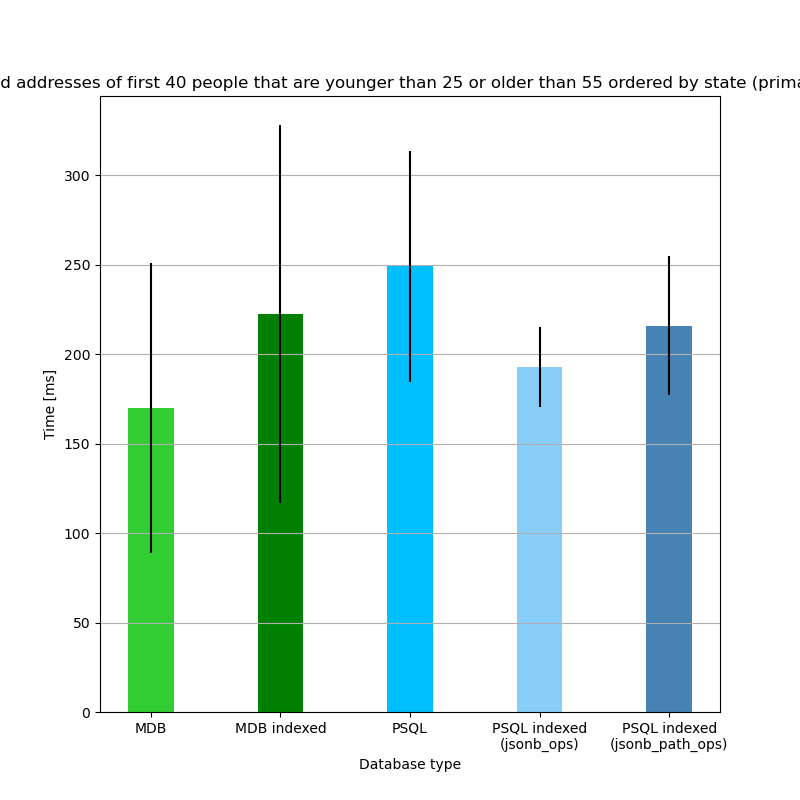 d addresses of first 40 people that are younger than 25 or older than 55 ordered by state (prima
300
250
200
150
100
50
0
Time [ms]
MDB
MDB indexed
PSQL
PSQL indexed
(jsonb_ops)
PSQL indexed
(jsonb_path_ops)
Database type